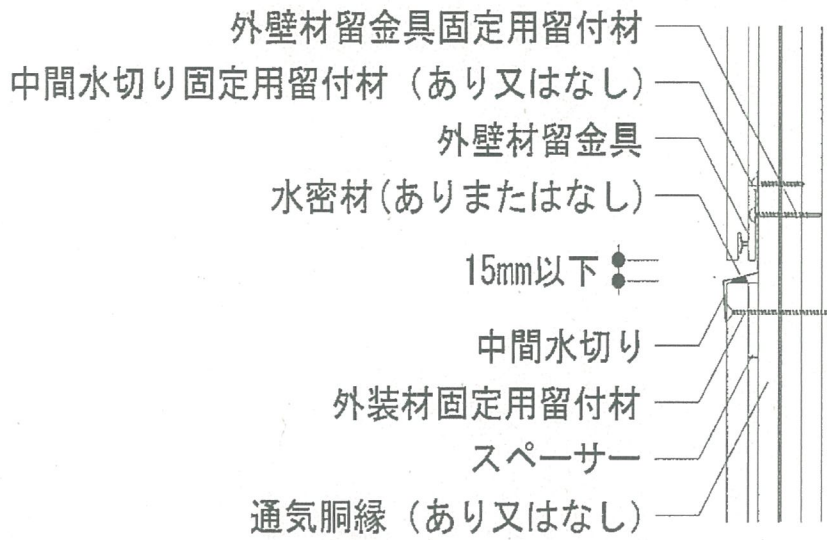 外壁材留金具固定用留付材
中間水切り固定用留付材（あり又はなし）
外壁材留金具
水密材(ありまたはなし)
15mm以下
中間水切り
外装材固定用留付材
スペーサー
通気胴縁（あり又はなし）